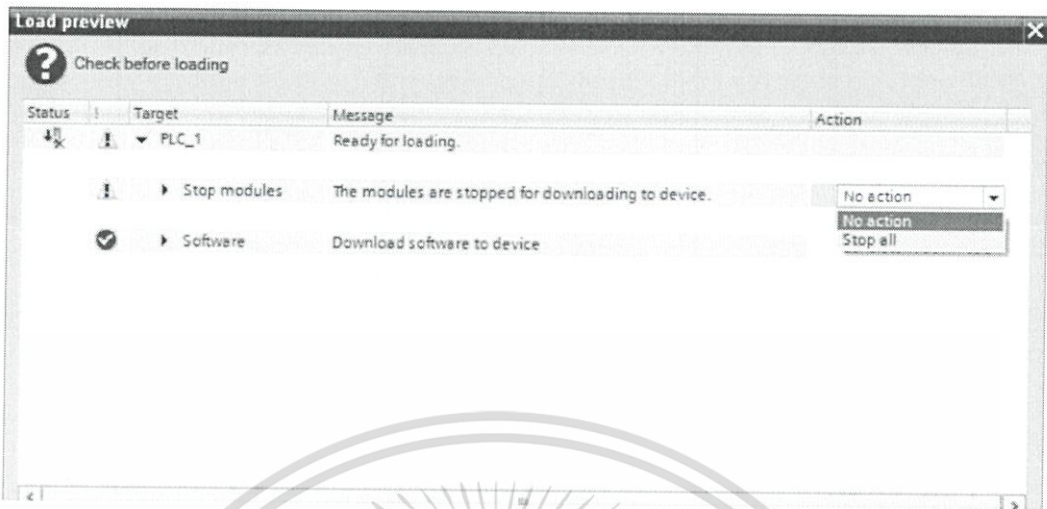 Load preview
Check before loading
Status ! Target Message Action
PLC_1 Ready for loading.
Stop modules The modules are stopped for downloading to device. No action
No action
Software Download software to device Stop all